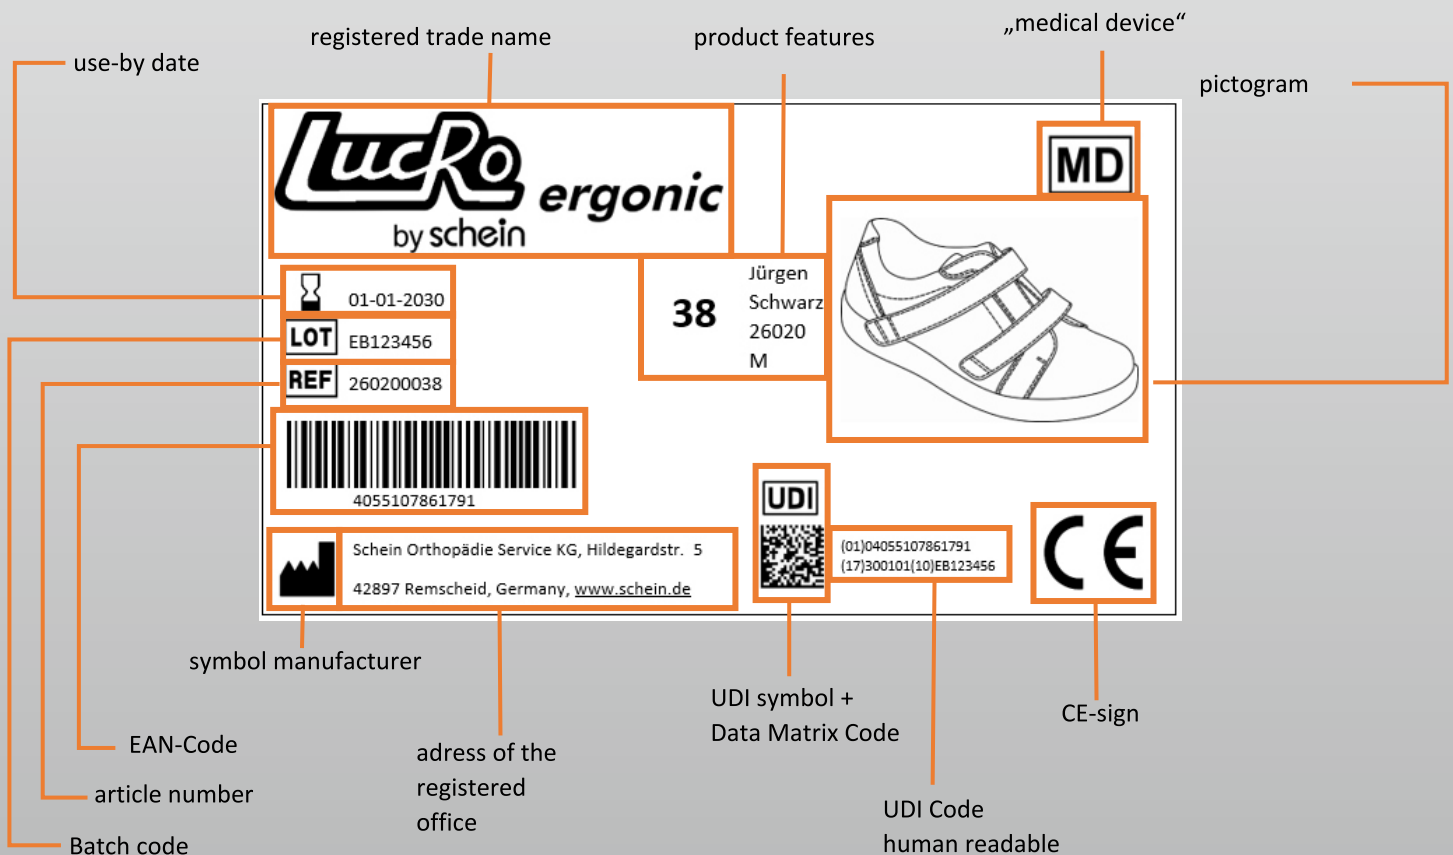 registered trade name
product features
„medical device“
use-by date
pictogram
LucRo ergonic
by schein
MD
01-01-2030
LOT EB123456
REF 260200038
38
Jürgen
Schwarz
26020
M
4055107861791
UDI
Schein Orthopädie Service KG, Hildegardstr. 5
42897 Remscheid, Germany, www.schein.de
(01)04055107861791
(17)300101(10)EB123456
CE
symbol manufacturer
UDI symbol +
Data Matrix Code
CE-sign
EAN-Code
adress of the
registered
office
article number
UDI Code
human readable
Batch code